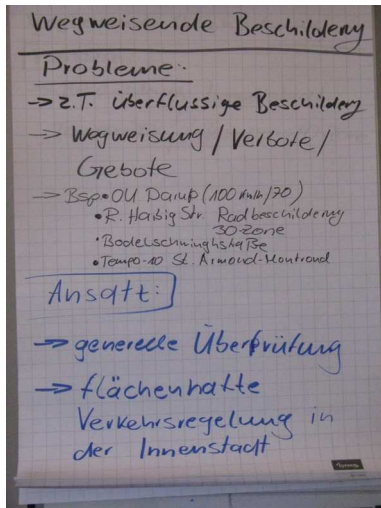 Wegweisende Beschilderung
Probleme:
-> z.T. überflüssige Beschilderung
-> Wegweisung / Verbote /
Gebote
-> Bsp • OU Darup (100 km/h /70)
• R. Haßig Str. Radbeschilderung
30-Zone
• Bodelschwinghstraße
• Tempo-10 St. Armond-Montrond
Ansatz:
-> generelle Überprüfung
-> flächenhafte
Verkehrsregelung in
der Innenstadt